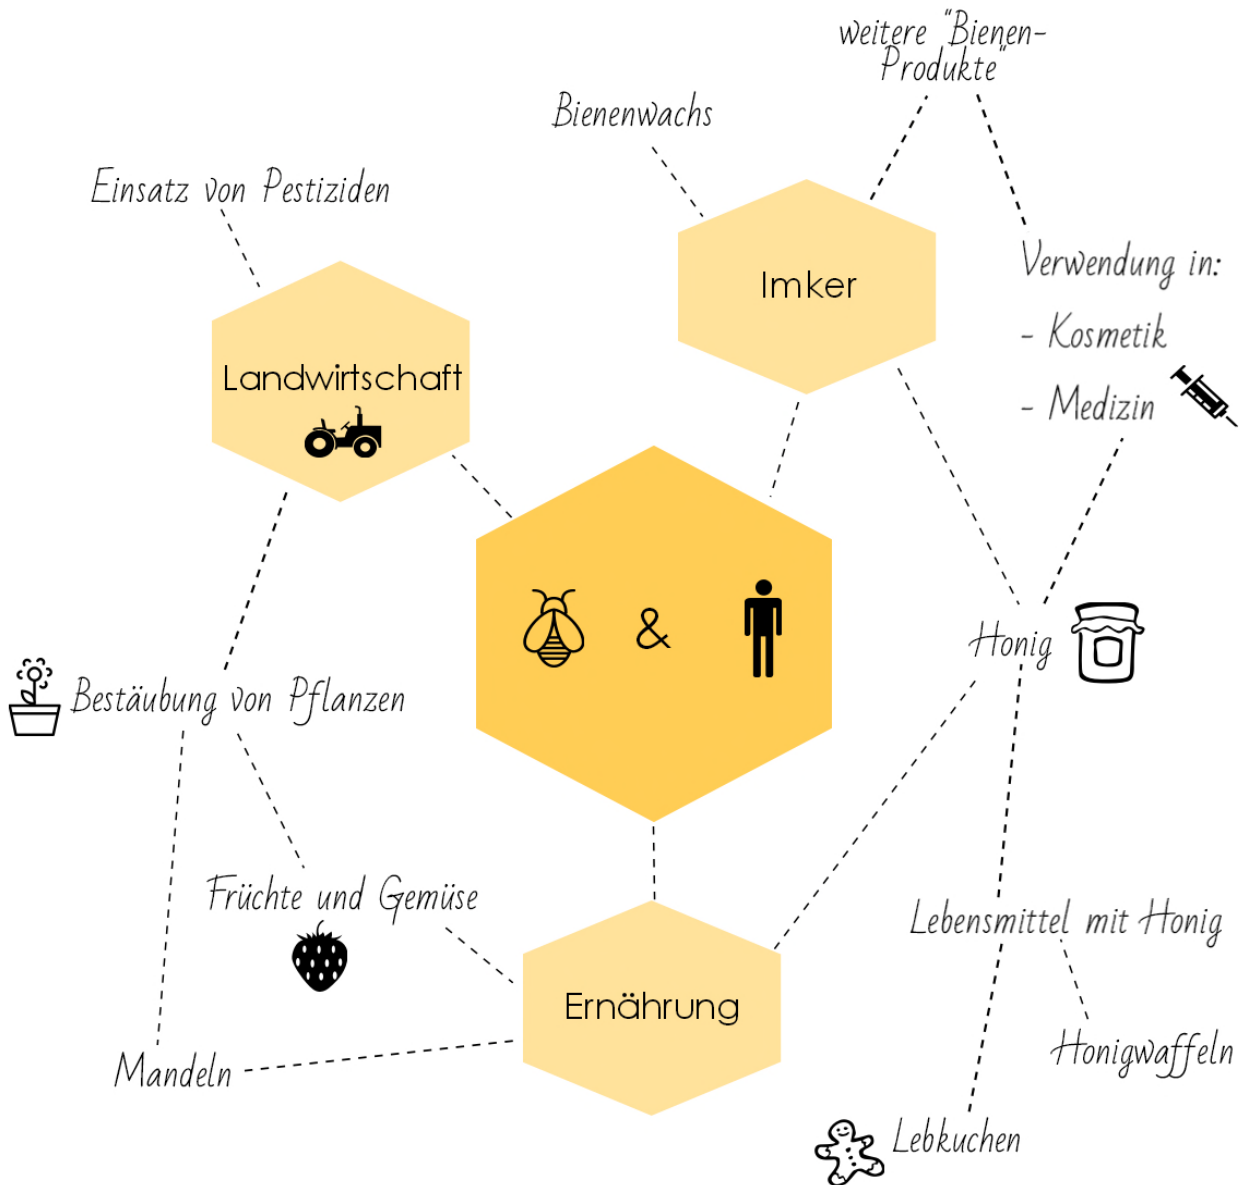 weitere "Bienen-
Produkte"
Bienenwachs
Einsatz von Pestiziden
Imker
Verwendung in:
- Kosmetik
- Medizin
Landwirtschaft
&
Honig
Bestäubung von Pflanzen
Früchte und Gemüse
Lebensmittel mit Honig
Ernährung
Honigwaffeln
Mandeln
Lebkuchen